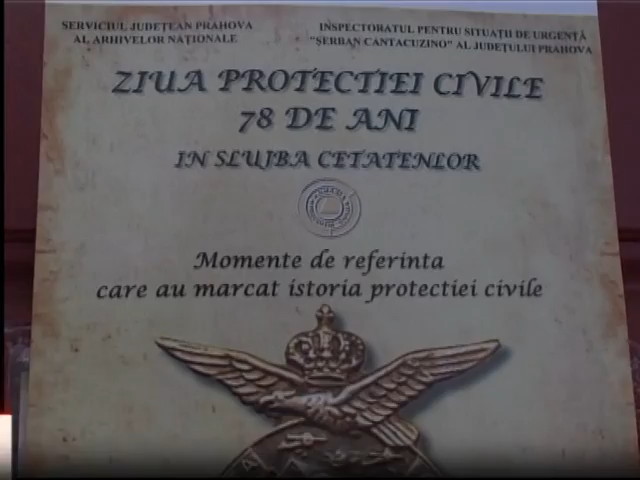 SERVICIUL JUDEȚEAN PRAHOVA
AL ARHIVELOR NAȚIONALE
INSPECTORATUL PENTRU SITUAȚII DE URGENȚĂ
"ȘERBAN CANTACUZINO" AL JUDEȚULUI PRAHOVA
ZIUA PROTECTIEI CIVILE
78 DE ANI
IN SLUJBA CETATENLOR
Momente de referinta
care au marcat istoria protectiei civile